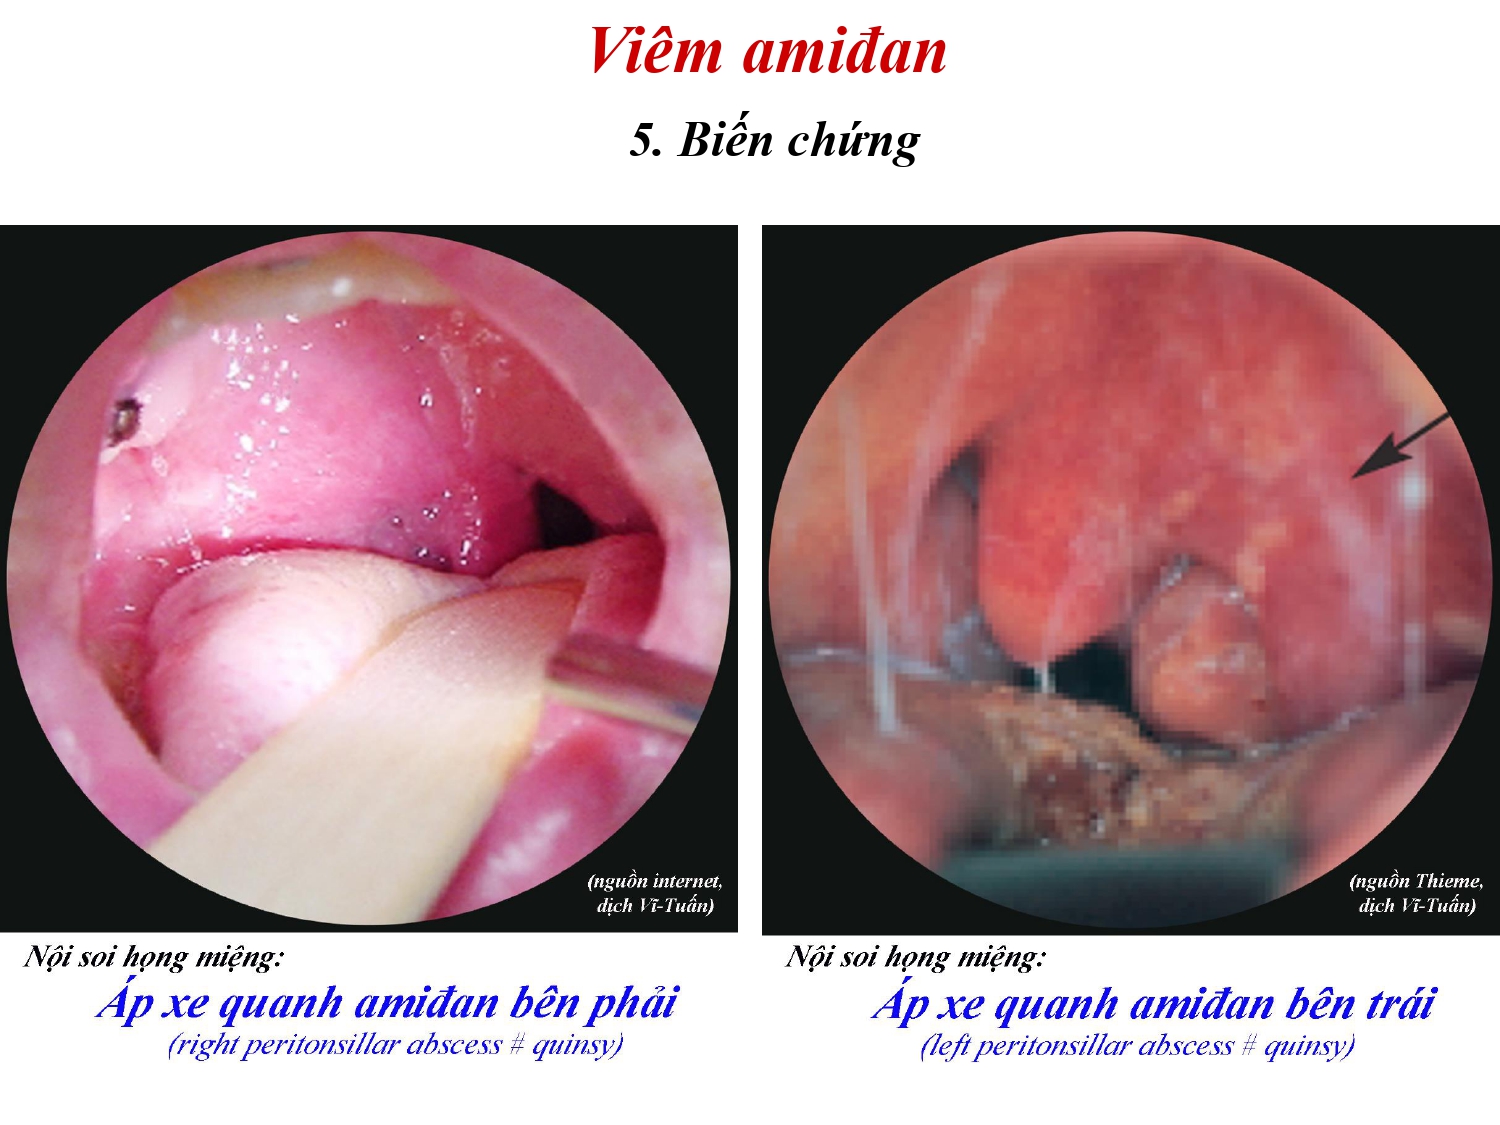 Viêm amiđan
5. Biến chứng
(nguồn internet,
dịch Vĩ-Tuấn)
(nguồn Thieme,
dịch Vĩ-Tuấn)
Nội soi họng miệng:
Áp xe quanh amiđan bên phải
(right peritonsillar abscess # quinsy)
Nội soi họng miệng:
Áp xe quanh amiđan bên trái
(left peritonsillar abscess # quinsy)